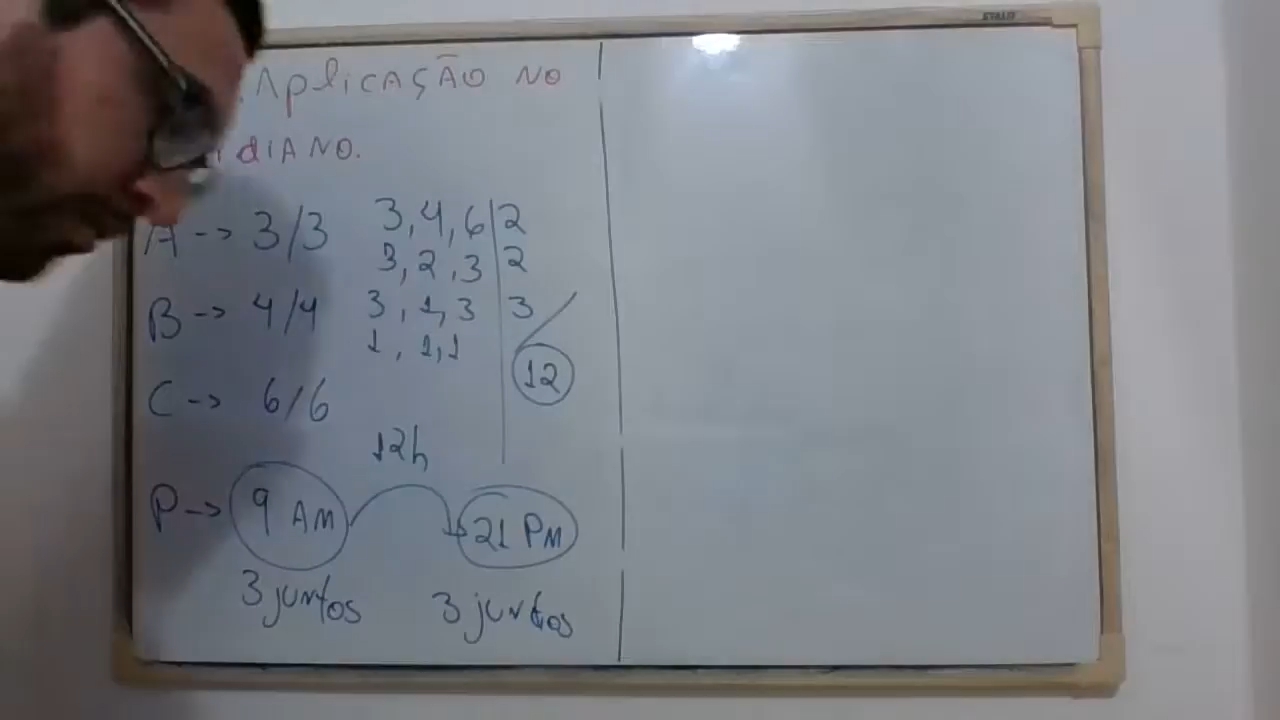 Aplicação no
idiano.
A -> 3/3
B -> 4/4
C -> 6/6
3, 4, 6 | 2
3, 2, 3 | 2
3, 1, 3 | 3
1, 1, 1
12
12h
P -> 9 AM
21 PM
3 juntos
3 juntos